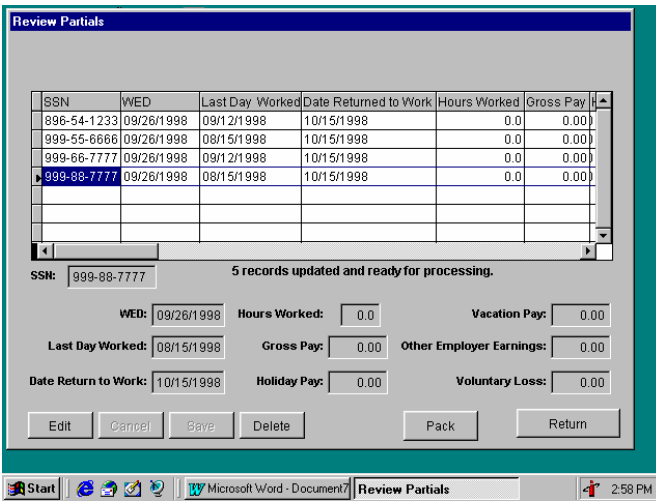 Review Partials
SSN WED Last Day Worked Date Returned to Work Hours Worked Gross Pay H
896-54-1233 09/26/1998 09/12/1998 10/15/1998 0.0 0.00
999-55-6666 09/26/1998 08/15/1998 10/15/1998 0.0 0.00
999-66-7777 09/26/1998 09/12/1998 10/15/1998 0.0 0.00
999-88-7777 09/26/1998 08/15/1998 10/15/1998 0.0 0.00
SSN: 999-88-7777 5 records updated and ready for processing.
WED: 09/26/1998 Hours Worked: 0.0 Vacation Pay: 0.00
Last Day Worked: 08/15/1998 Gross Pay: 0.00 Other Employer Earnings: 0.00
Date Return to Work: 10/15/1998 Holiday Pay: 0.00 Voluntary Loss: 0.00
Edit Cancel Save Delete Pack Return
Start Microsoft Word - Document7 Review Partials 2:58 PM